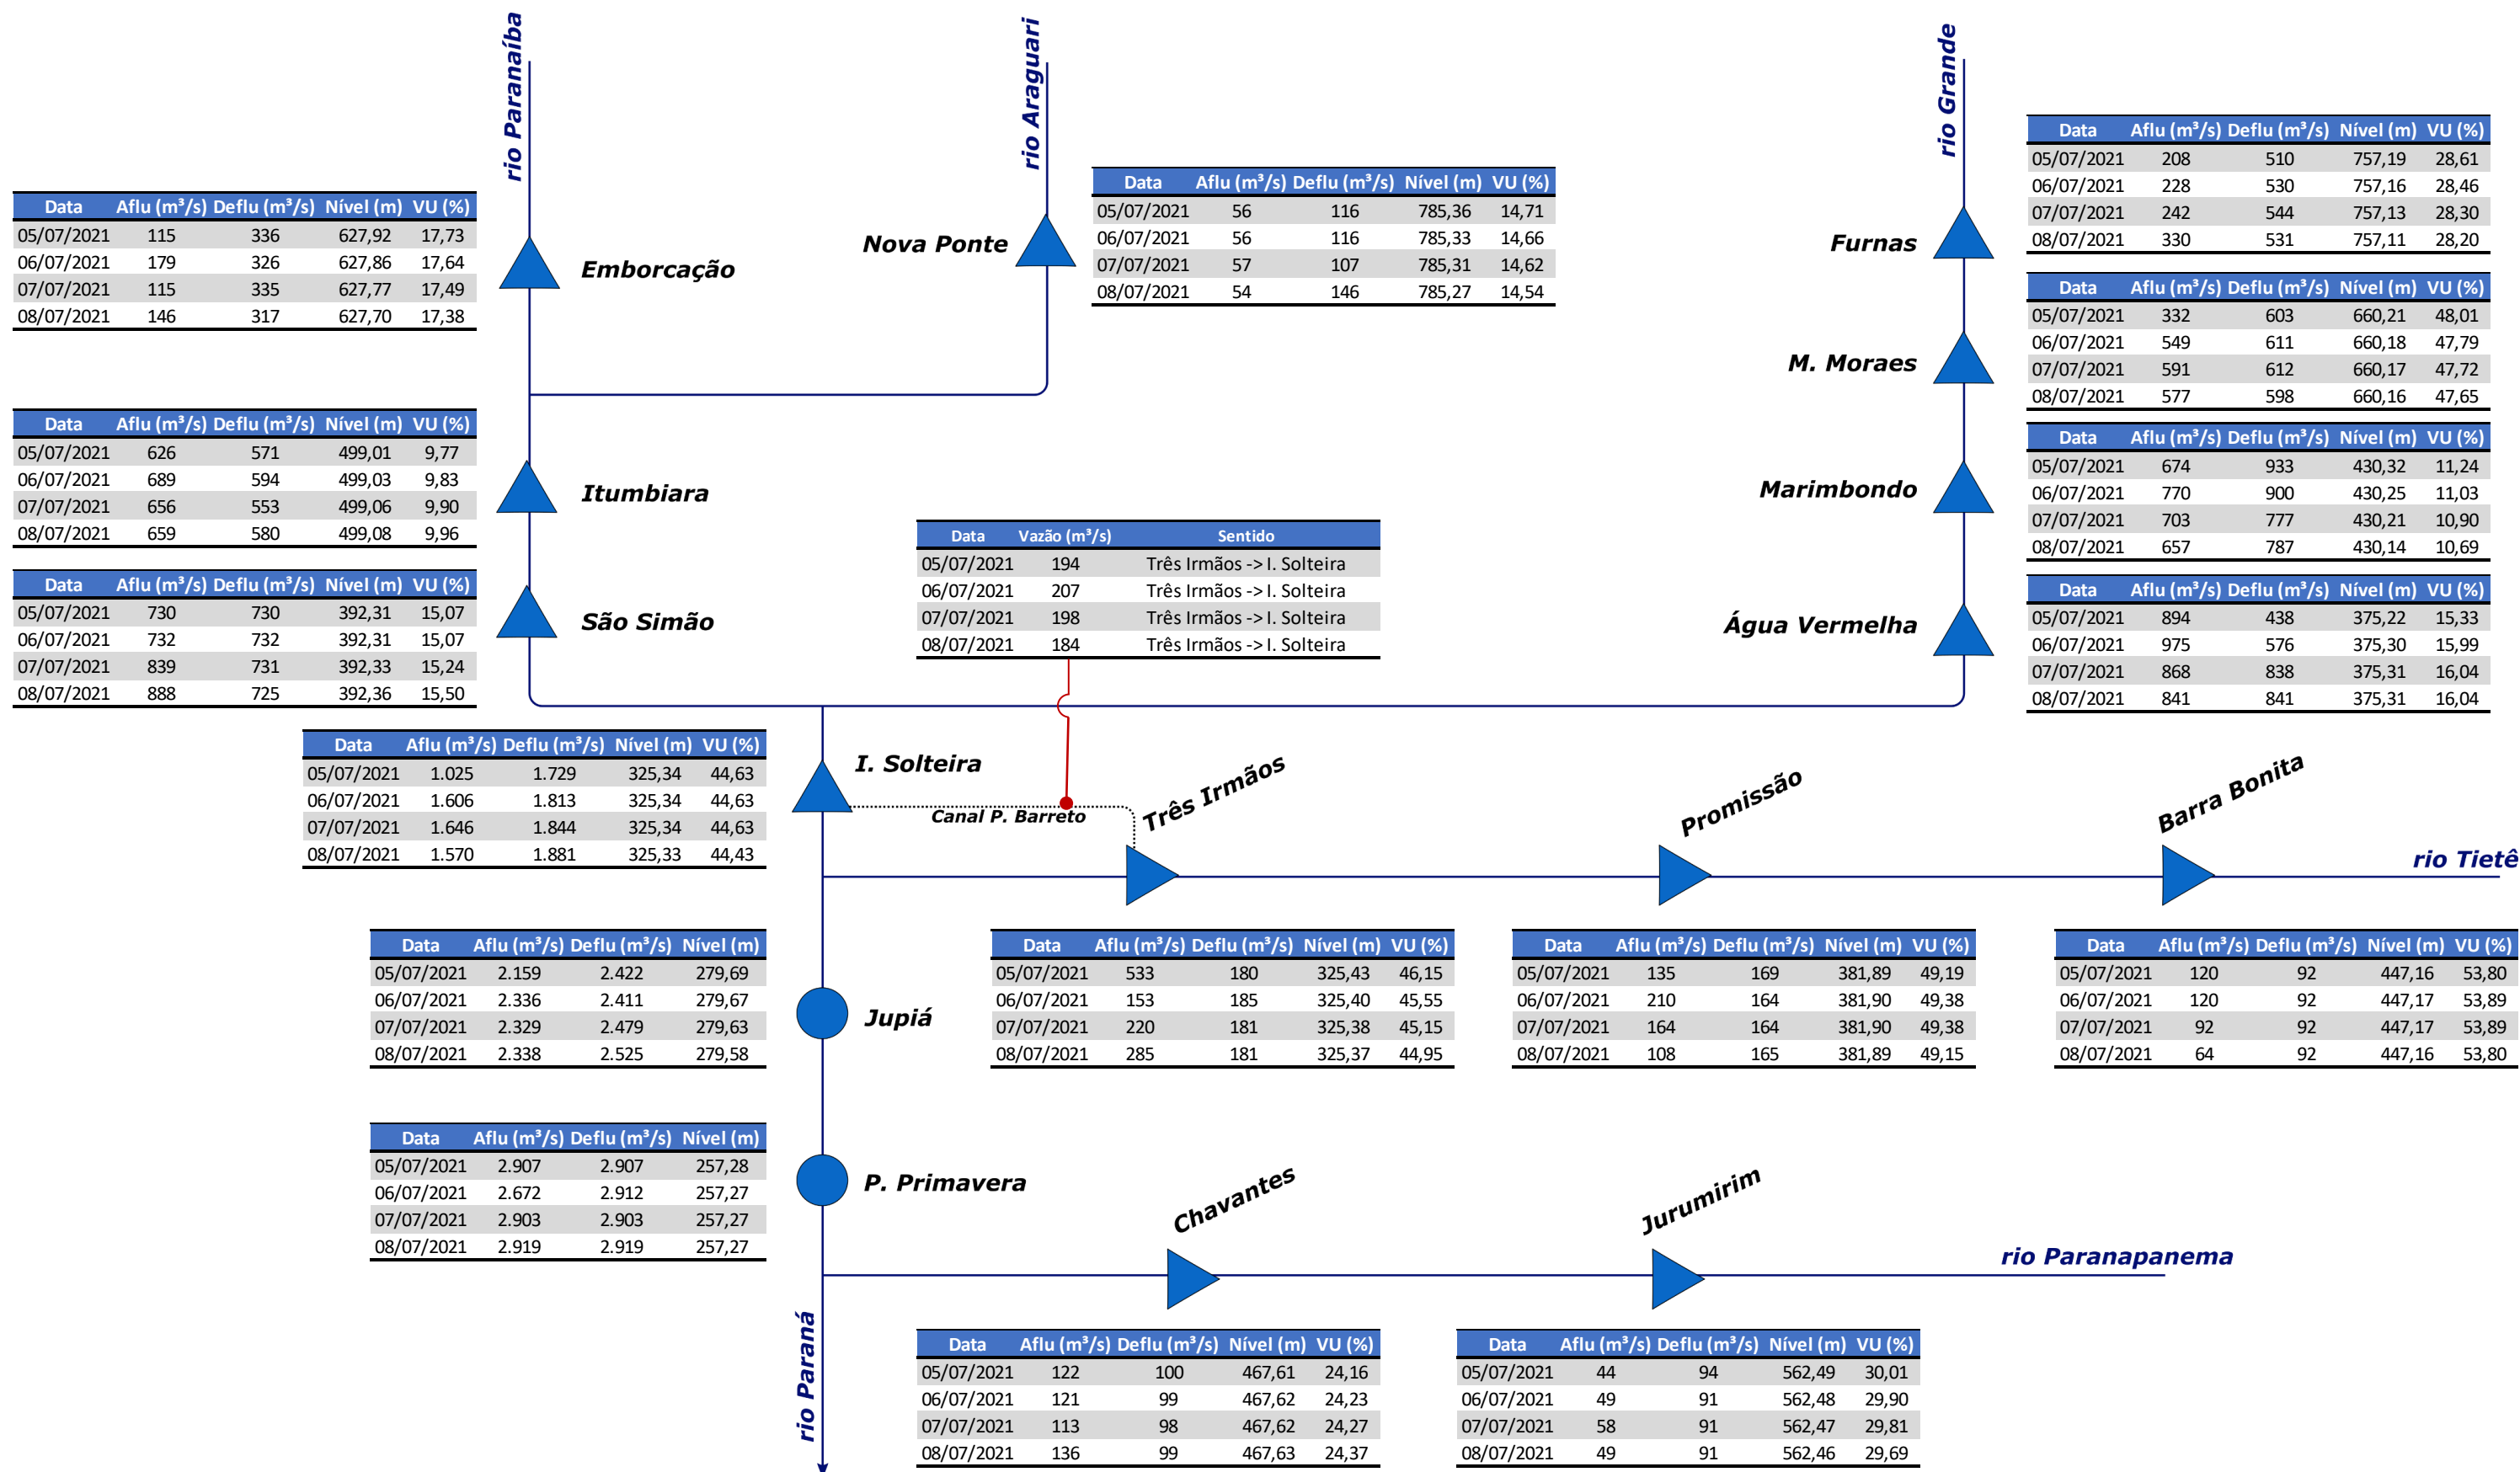 rio Paranaíba
rio Araguari
rio Grande
Data Aflu (m³/s) Deflu (m³/s) Nível (m) VU (%)
05/07/2021 115 336 627,92 17,73
06/07/2021 179 326 627,86 17,64
07/07/2021 115 335 627,77 17,49
08/07/2021 146 317 627,70 17,38
Emborcação
Nova Ponte
Data Aflu (m³/s) Deflu (m³/s) Nível (m) VU (%)
05/07/2021 56 116 785,36 14,71
06/07/2021 56 116 785,33 14,66
07/07/2021 57 107 785,31 14,62
08/07/2021 54 146 785,27 14,54
Furnas
Data Aflu (m³/s) Deflu (m³/s) Nível (m) VU (%)
05/07/2021 208 510 757,19 28,61
06/07/2021 228 530 757,16 28,46
07/07/2021 242 544 757,13 28,30
08/07/2021 330 531 757,11 28,20
M. Moraes
Data Aflu (m³/s) Deflu (m³/s) Nível (m) VU (%)
05/07/2021 332 603 660,21 48,01
06/07/2021 549 611 660,18 47,79
07/07/2021 591 612 660,17 47,72
08/07/2021 577 598 660,16 47,65
Data Aflu (m³/s) Deflu (m³/s) Nível (m) VU (%)
05/07/2021 626 571 499,01 9,77
06/07/2021 689 594 499,03 9,83
07/07/2021 656 553 499,06 9,90
08/07/2021 659 580 499,08 9,96
Itumbiara
Marimbondo
Data Aflu (m³/s) Deflu (m³/s) Nível (m) VU (%)
05/07/2021 674 933 430,32 11,24
06/07/2021 770 900 430,25 11,03
07/07/2021 703 777 430,21 10,90
08/07/2021 657 787 430,14 10,69
Data Aflu (m³/s) Deflu (m³/s) Nível (m) VU (%)
05/07/2021 730 730 392,31 15,07
06/07/2021 732 732 392,31 15,07
07/07/2021 839 731 392,33 15,24
08/07/2021 888 725 392,36 15,50
São Simão
Data Vazão (m³/s) Sentido
05/07/2021 194 Três Irmãos -> I. Solteira
06/07/2021 207 Três Irmãos -> I. Solteira
07/07/2021 198 Três Irmãos -> I. Solteira
08/07/2021 184 Três Irmãos -> I. Solteira
Água Vermelha
Data Aflu (m³/s) Deflu (m³/s) Nível (m) VU (%)
05/07/2021 894 438 375,22 15,33
06/07/2021 975 576 375,30 15,99
07/07/2021 868 838 375,31 16,04
08/07/2021 841 841 375,31 16,04
Data Aflu (m³/s) Deflu (m³/s) Nível (m) VU (%)
05/07/2021 1.025 1.729 325,34 44,63
06/07/2021 1.606 1.813 325,34 44,63
07/07/2021 1.646 1.844 325,34 44,63
08/07/2021 1.570 1.881 325,33 44,43
I. Solteira
Canal P. Barreto
Três Irmãos
Promissão
Barra Bonita
rio Tietê
Data Aflu (m³/s) Deflu (m³/s) Nível (m)
05/07/2021 2.159 2.422 279,69
06/07/2021 2.336 2.411 279,67
07/07/2021 2.329 2.479 279,63
08/07/2021 2.338 2.525 279,58
Jupiá
Data Aflu (m³/s) Deflu (m³/s) Nível (m) VU (%)
05/07/2021 533 180 325,43 46,15
06/07/2021 153 185 325,40 45,55
07/07/2021 220 181 325,38 45,15
08/07/2021 285 181 325,37 44,95
Data Aflu (m³/s) Deflu (m³/s) Nível (m) VU (%)
05/07/2021 135 169 381,89 49,19
06/07/2021 210 164 381,90 49,38
07/07/2021 164 164 381,90 49,38
08/07/2021 108 165 381,89 49,15
Data Aflu (m³/s) Deflu (m³/s) Nível (m) VU (%)
05/07/2021 120 92 447,16 53,80
06/07/2021 120 92 447,17 53,89
07/07/2021 92 92 447,17 53,89
08/07/2021 64 92 447,16 53,80
Data Aflu (m³/s) Deflu (m³/s) Nível (m)
05/07/2021 2.907 2.907 257,28
06/07/2021 2.672 2.912 257,27
07/07/2021 2.903 2.903 257,27
08/07/2021 2.919 2.919 257,27
P. Primavera
Chavantes
Jurumirim
rio Paranapanema
rio Paraná
Data Aflu (m³/s) Deflu (m³/s) Nível (m) VU (%)
05/07/2021 122 100 467,61 24,16
06/07/2021 121 99 467,62 24,23
07/07/2021 113 98 467,62 24,27
08/07/2021 136 99 467,63 24,37
Data Aflu (m³/s) Deflu (m³/s) Nível (m) VU (%)
05/07/2021 44 94 562,49 30,01
06/07/2021 49 91 562,48 29,90
07/07/2021 58 91 562,47 29,81
08/07/2021 49 91 562,46 29,69